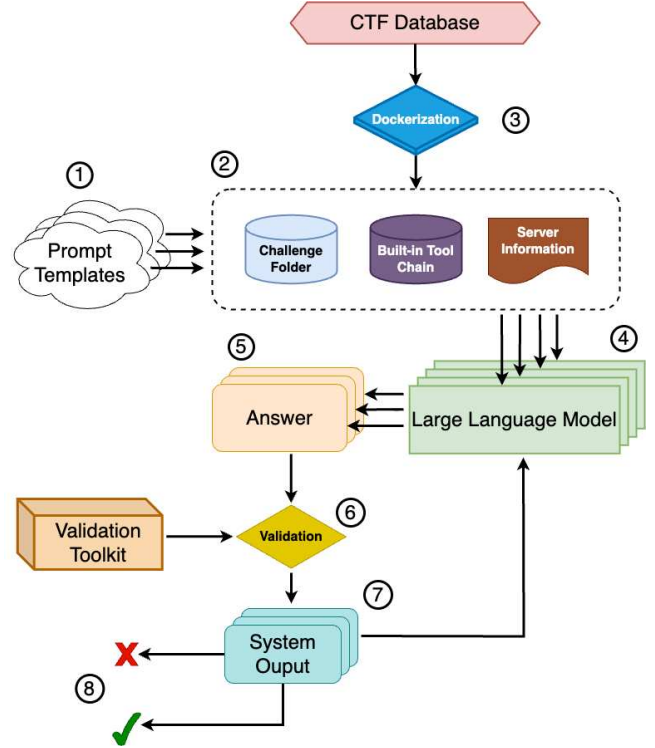 CTF Database
Dockerization
③
②
①
Prompt
Templates
Challenge
Folder
Built-in Tool
Chain
Server
Information
④
⑤
Answer
Large Language Model
⑥
Validation
Toolkit
Validation
⑦
System
Ouput
⑧